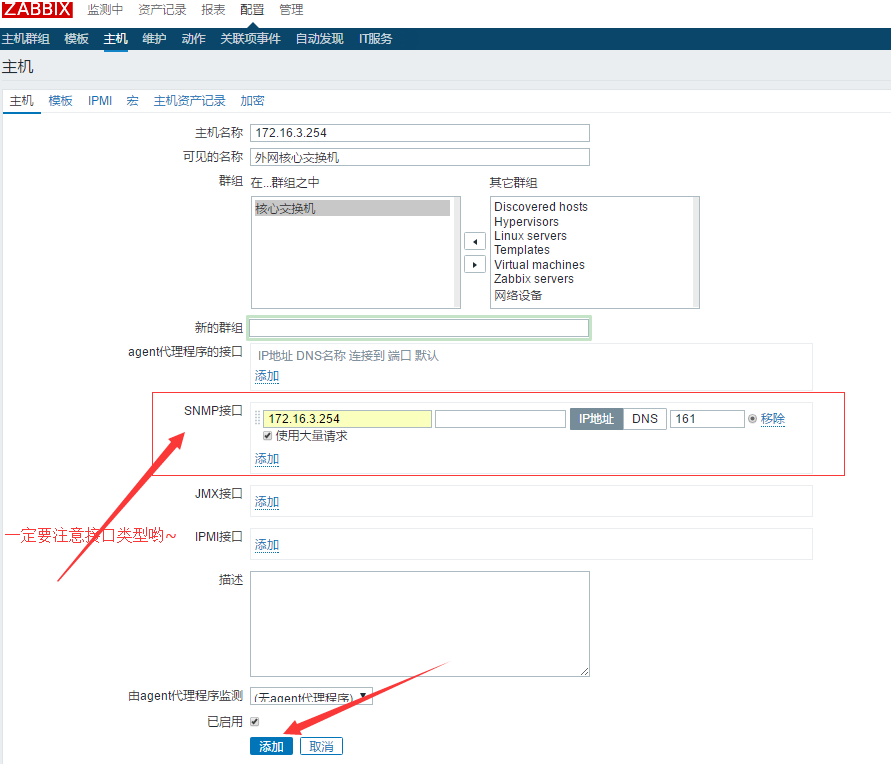 ZABBIX 监测中 资产记录 报表 配置 管理
主机群组 模板 主机 维护 动作 关联项事件 自动发现 IT服务
主机
主机 模板 IPMI 宏 主机资产记录 加密
主机名称 172.16.3.254
可见的名称 外网核心交换机
群组 在...群组之中 其它群组
核心交换机 Discovered hosts
Hypervisors
Linux servers
Templates
Virtual machines
Zabbix servers
网络设备
新的群组
agent代理程序的接口 IP地址 DNS名称 连接到 端口 默认
添加
SNMP接口 172.16.3.254 IP地址 DNS 161 移除
使用大量请求
添加
JMX接口 添加
一定要注意接口类型哟~
IPMI接口 添加
描述
由agent代理程序监测 (无agent代理程序)
已启用
添加 取消